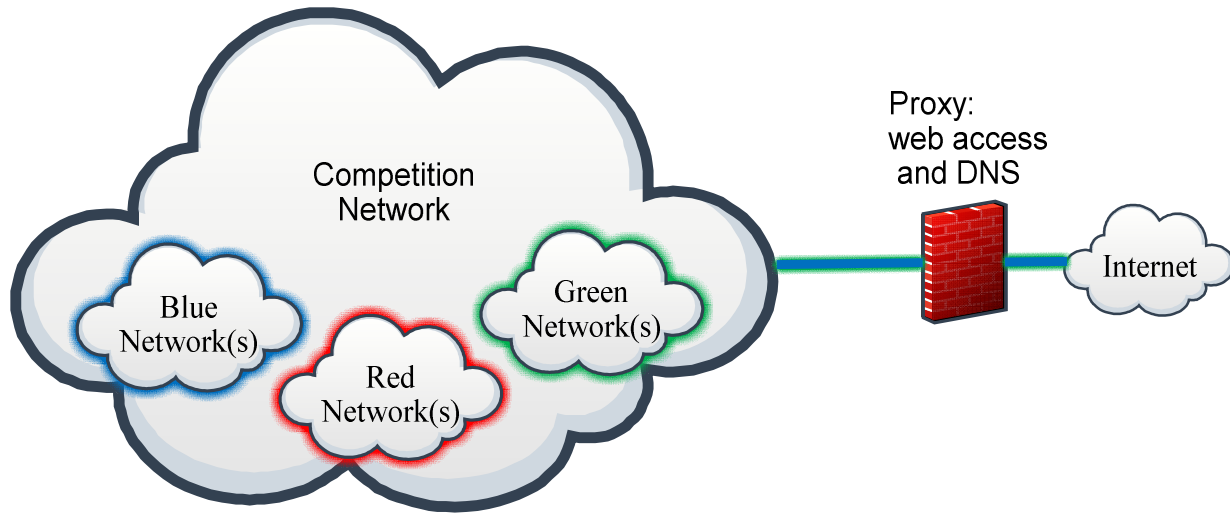 Competition
Network
Blue
Network(s)
Red
Network(s)
Green
Network(s)
Proxy:
web access
and DNS
Internet